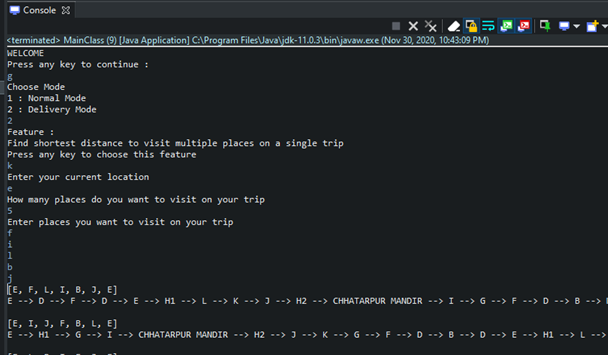 Console
<terminated> MainClass (9) [Java Application] C:\Program Files\Java\jdk-11.0.3\bin\javaw.exe (Nov 30, 2020, 10:43:09 PM)
WELCOME
Press any key to continue :
g
Choose Mode
1 : Normal Mode
2 : Delivery Mode
2
Feature :
Find shortest distance to visit multiple places on a single trip
Press any key to choose this feature
k
Enter your current location
e
How many places do you want to visit on your trip
5
Enter places you want to visit on your trip
f
i
l
b
j
[E, F, L, I, B, J, E]
E --> D --> F --> D --> E --> H1 --> L --> K --> J --> H2 --> CHHATARPUR MANDIR --> I --> G --> F --> D --> B --> 
[E, I, J, F, B, L, E]
E --> H1 --> G --> I --> CHHATARPUR MANDIR --> H2 --> J --> K --> G --> F --> D --> B --> D --> E --> H1 --> L -->